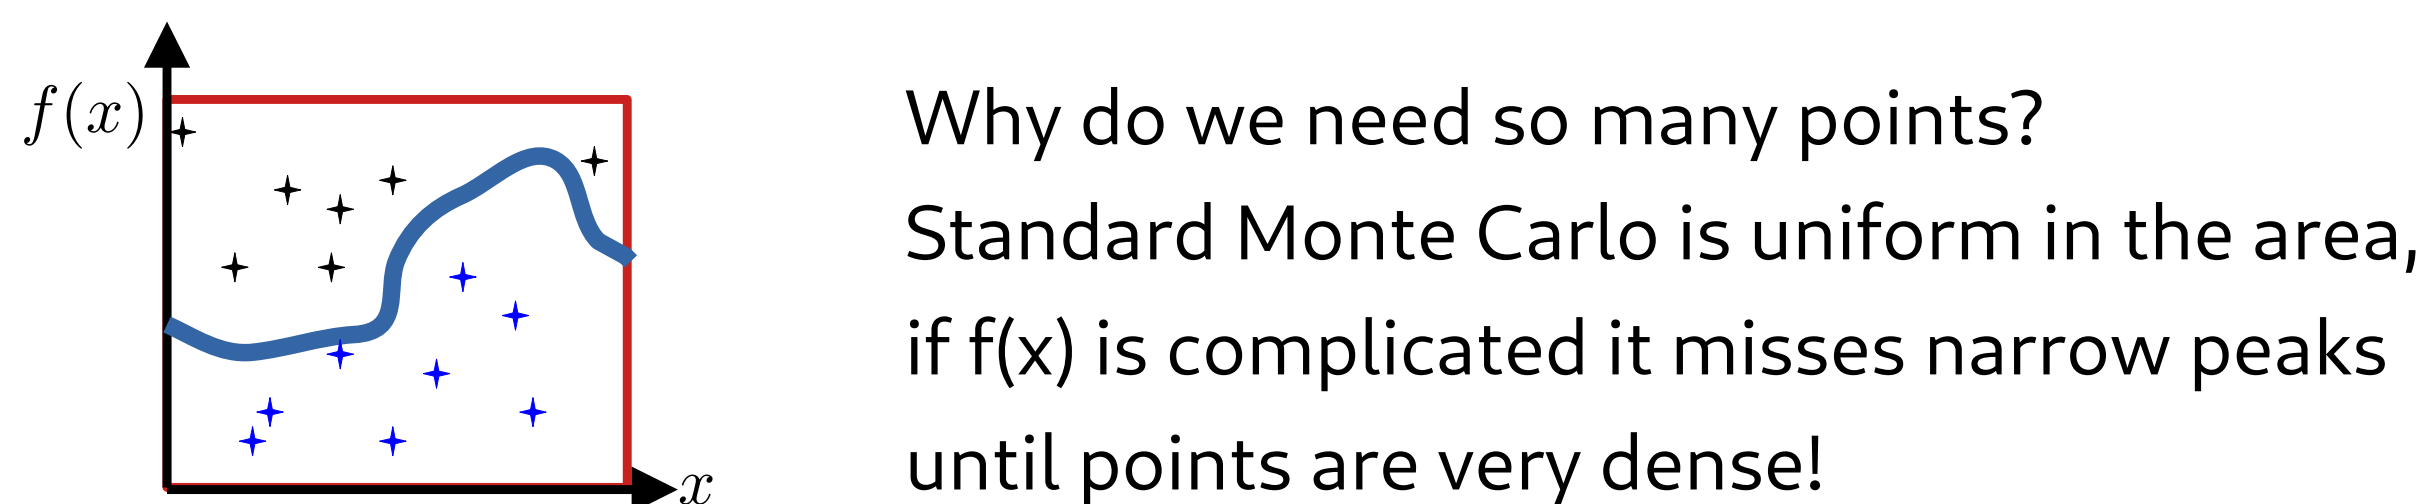 f(x)
Why do we need so many points?
Standard Monte Carlo is uniform in the area,
if f(x) is complicated it misses narrow peaks
until points are very dense!
x